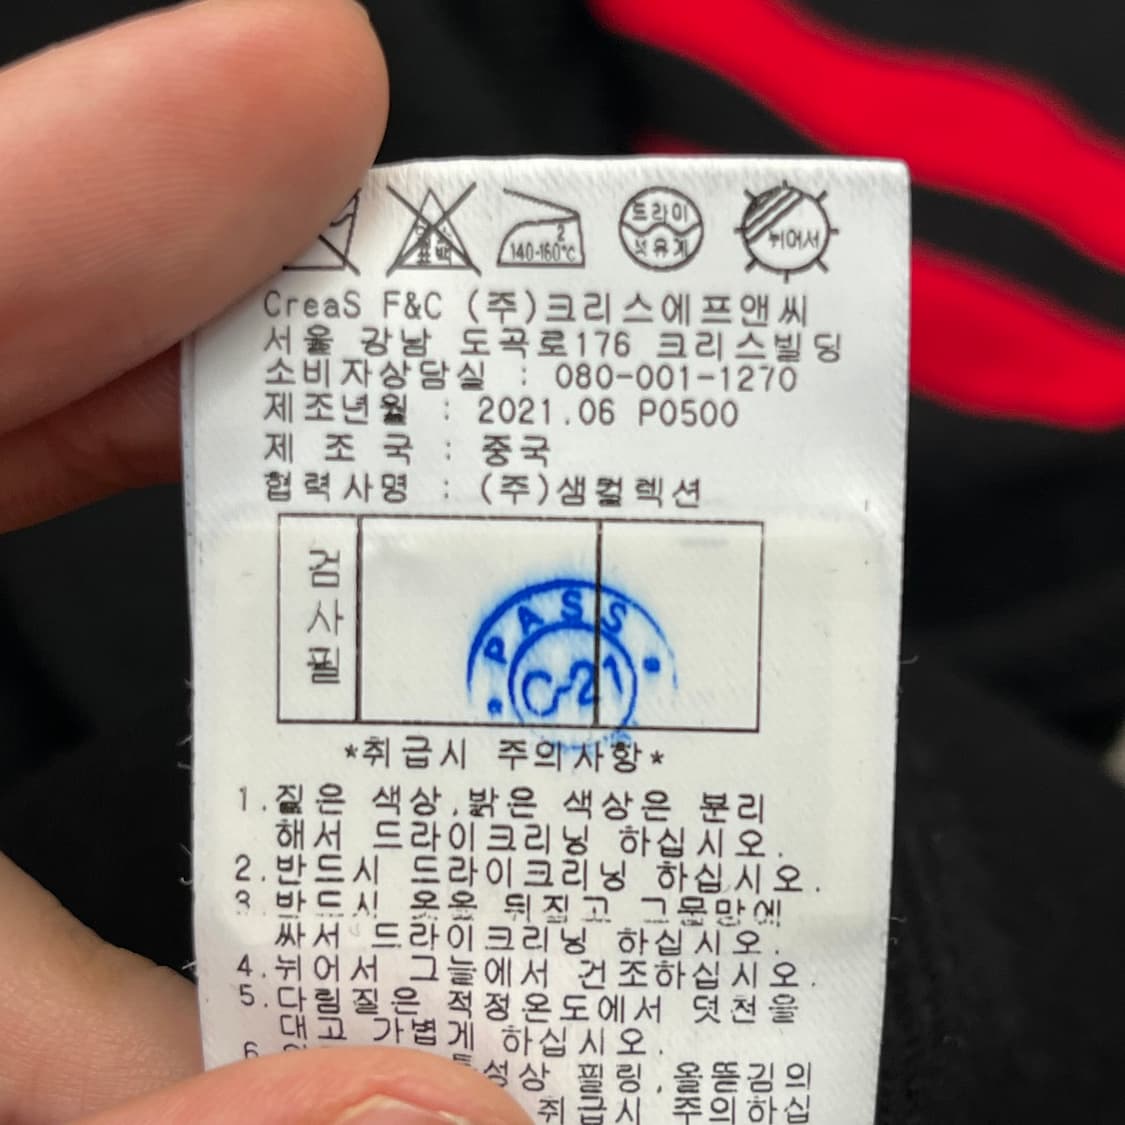 염소 표백
2
140-160℃
드라이
석유계
뉘어서
CreaS F&C (주)크리스에프앤씨
서울 강남 도곡로176 크리스빌딩
소비자상담실 : 080-001-1270
제조년월 : 2021.06 P0500
제 조 국 : 중국
협력사명 : (주)샘컬렉션
검사필
PASS
C-21
*취급시 주의사항*
1.짙은 색상,밝은 색상은 분리
해서 드라이크리닝 하십시오.
2.반드시 드라이크리닝 하십시오.
3.반드시 옷을 뒤집고 그물망에
싸서 드라이크리닝 하십시오.
4.뉘어서 그늘에서 건조하십시오.
5.다림질은 적정온도에서 덧천을
대고 가볍게 하십시오.
6.
성상 필링,올뜯김의
취급시 주의하십